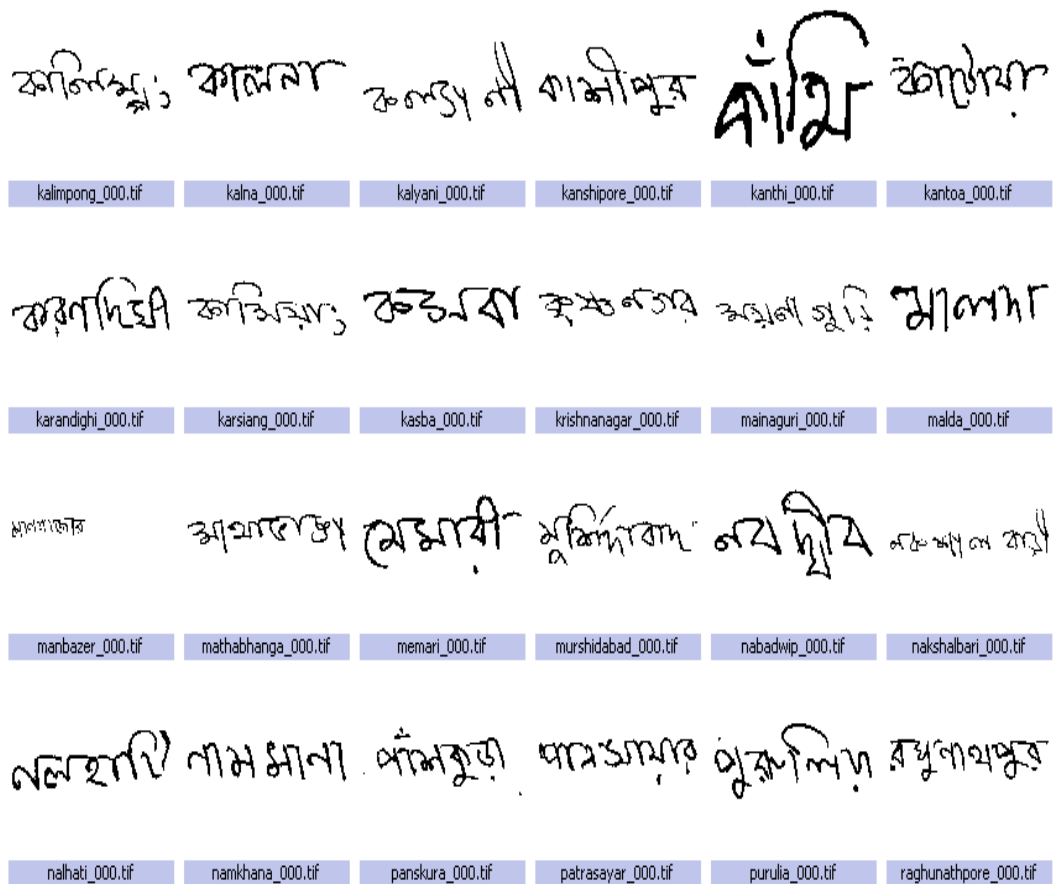 কালিম্পং কালনা কল্যাণী কাশীপুর কাঁথি কাটোয়া
kalimpong_000.tif kalna_000.tif kalyani_000.tif kanshipore_000.tif kanthi_000.tif kantoa_000.tif
করণদিঘী কার্সিয়াং কসবা কৃষ্ণনগর ময়নাগুরি মালদা
karandighi_000.tif karsiang_000.tif kasba_000.tif krishnanagar_000.tif mainaguri_000.tif malda_000.tif
মানবাজার মাথাভাঙ্গা মেমারী মুর্শিদাবাদ নবদ্বীপ নকশাল বাড়ী
manbazer_000.tif mathabhanga_000.tif memari_000.tif murshidabad_000.tif nabadwip_000.tif nakshalbari_000.tif
নলহাটি নামখানা পাঁশকুড়া পাত্রসায়র পুরুলিয়া রঘুনাথপুর
nalhati_000.tif namkhana_000.tif panskura_000.tif patrasayar_000.tif purulia_000.tif raghunathpore_000.tif